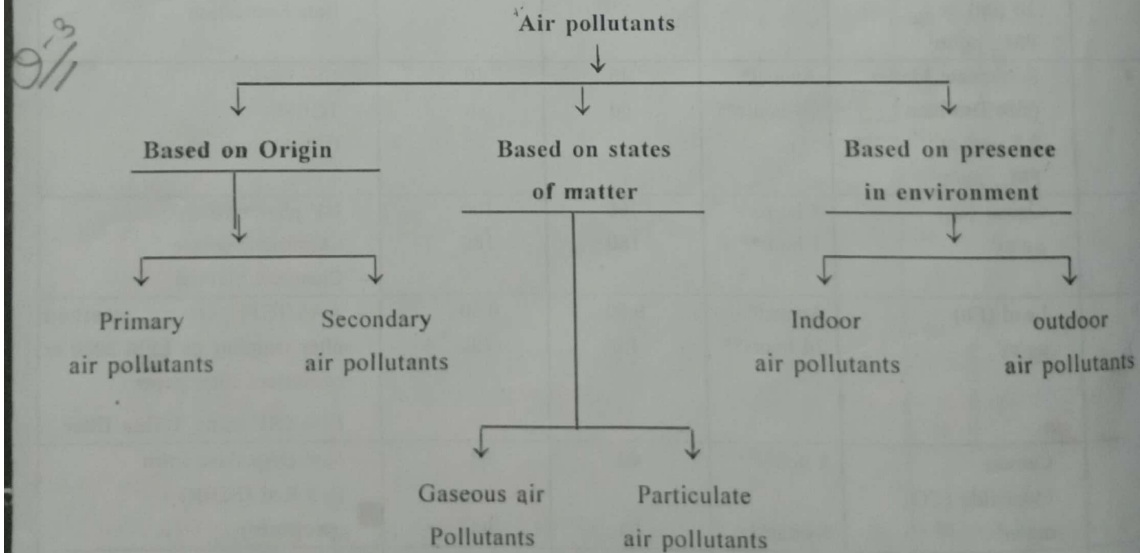 Air pollutants
Based on Origin
Based on states
of matter
Based on presence
in environment
Primary
air pollutants
Secondary
air pollutants
Indoor
air pollutants
outdoor
air pollutants
Gaseous air
Pollutants
Particulate
air pollutants